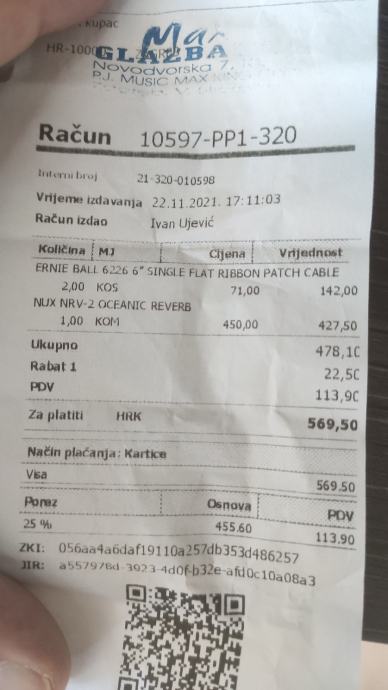 kupac
HR-1000
Mar
GLAZBA
Novodvorska 7,
P.J. MUSIC MAX
Račun 10597-PP1-320
Interni broj 21-320-010598
Vrijeme izdavanja 22.11.2021. 17:11:03
Račun izdao Ivan Ujević
Količina MJ Cijena Vrijednost
ERNIE BALL 6226 6" SINGLE FLAT RIBBON PATCH CABLE
2,00 KOS 71,00 142,00
NUX NRV-2 OCEANIC REVERB
1,00 KOM 450,00 427,50
Ukupno 478,10
Rabat 1 22,50
PDV 113,90
Za platiti HRK 569,50
Način plaćanja: Kartice
Visa 569.50
Porez Osnova PDV
25 % 455.60 113.90
ZKI: 056aa4a6daf19110a257db353d486257
JIR: a557976d-3923-4d0f-b32e-afd0c10a08a3